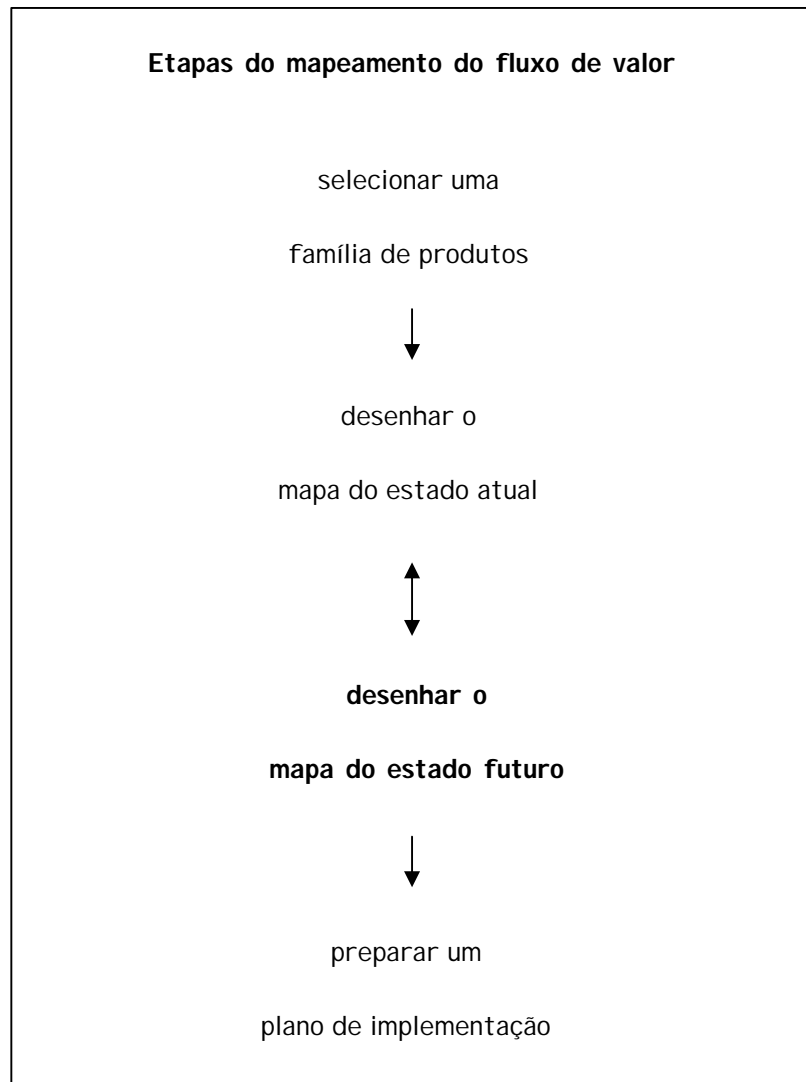 Etapas do mapeamento do fluxo de valor
selecionar uma
família de produtos
desenhar o
mapa do estado atual
desenhar o
mapa do estado futuro
preparar um
plano de implementação